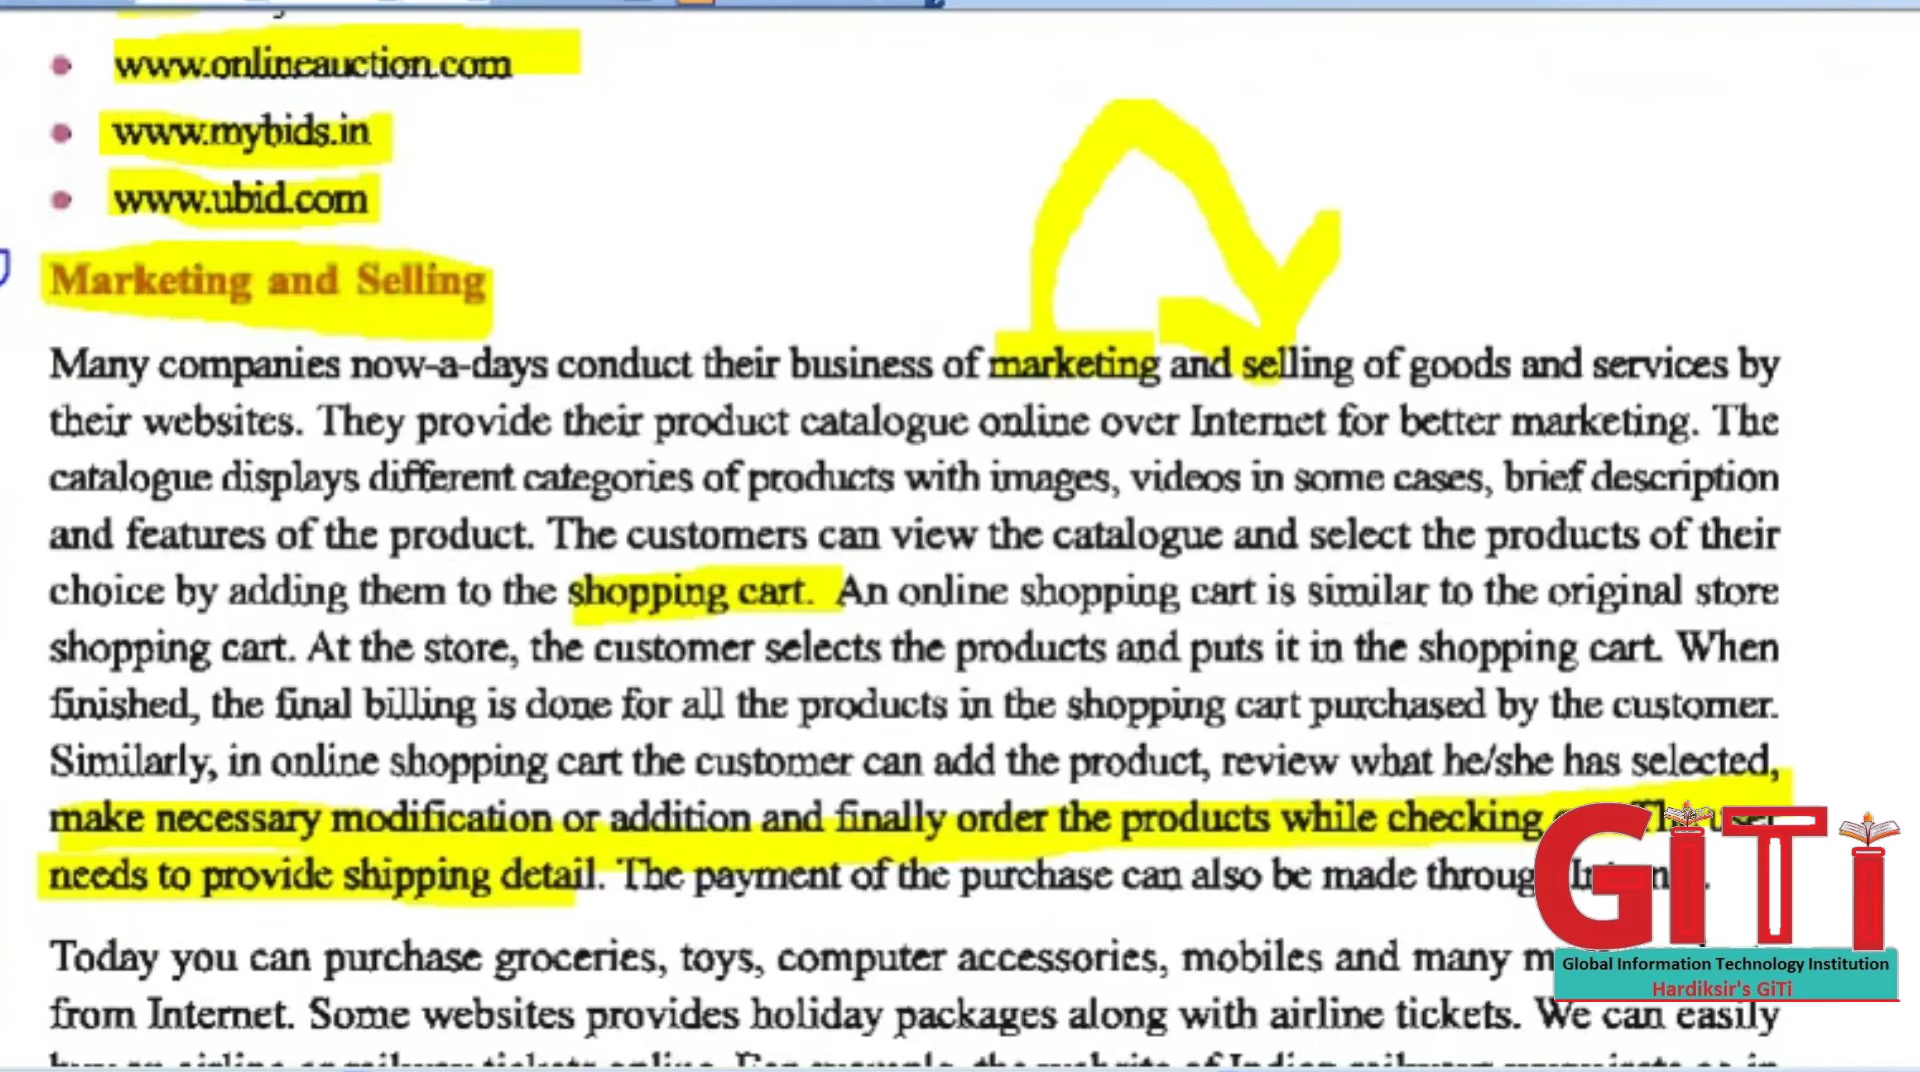 www.onlineauction.com
www.mybids.in
www.ubid.com
Marketing and Selling
Many companies now-a-days conduct their business of marketing and selling of goods and services by
their websites. They provide their product catalogue online over Internet for better marketing. The
catalogue displays different categories of products with images, videos in some cases, brief description
and features of the product. The customers can view the catalogue and select the products of their
choice by adding them to the shopping cart. An online shopping cart is similar to the original store
shopping cart. At the store, the customer selects the products and puts it in the shopping cart. When
finished, the final billing is done for all the products in the shopping cart purchased by the customer.
Similarly, in online shopping cart the customer can add the product, review what he/she has selected,
make necessary modification or addition and finally order the products while checking The user
needs to provide shipping detail. The payment of the purchase can also be made through
Today you can purchase groceries, toys, computer accessories, mobiles and many
from Internet. Some websites provides holiday packages along with airline tickets. We can easily
GiTi
Global Information Technology Institution
Hardiksir's GiTi